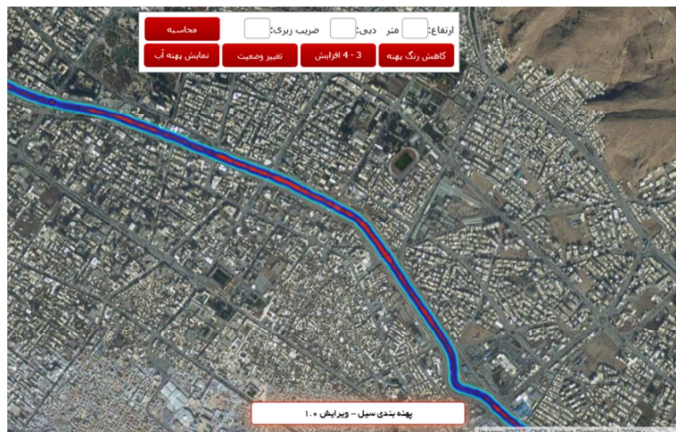 ارتفاع: متر دبی: ضریب زبری: محاسبه
کاهش رنگ پهنه 3 - 4 افزایش تغییر وضعیت نمایش پهنه آب
پهنه بندی سیل - ویرایش ۱.۰